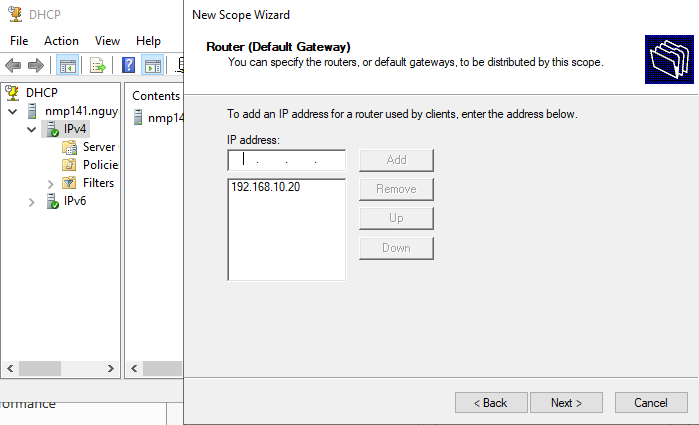 DHCP
File Action View Help
DHCP
nmp141.nguy
IPv4
Server
Policie
Filters
IPv6
Contents
nmp14
New Scope Wizard
Router (Default Gateway)
You can specify the routers, or default gateways, to be distributed by this scope.
To add an IP address for a router used by clients, enter the address below.
IP address:
. . .
Add
192.168.10.20
Remove
Up
Down
< Back Next > Cancel
ormance